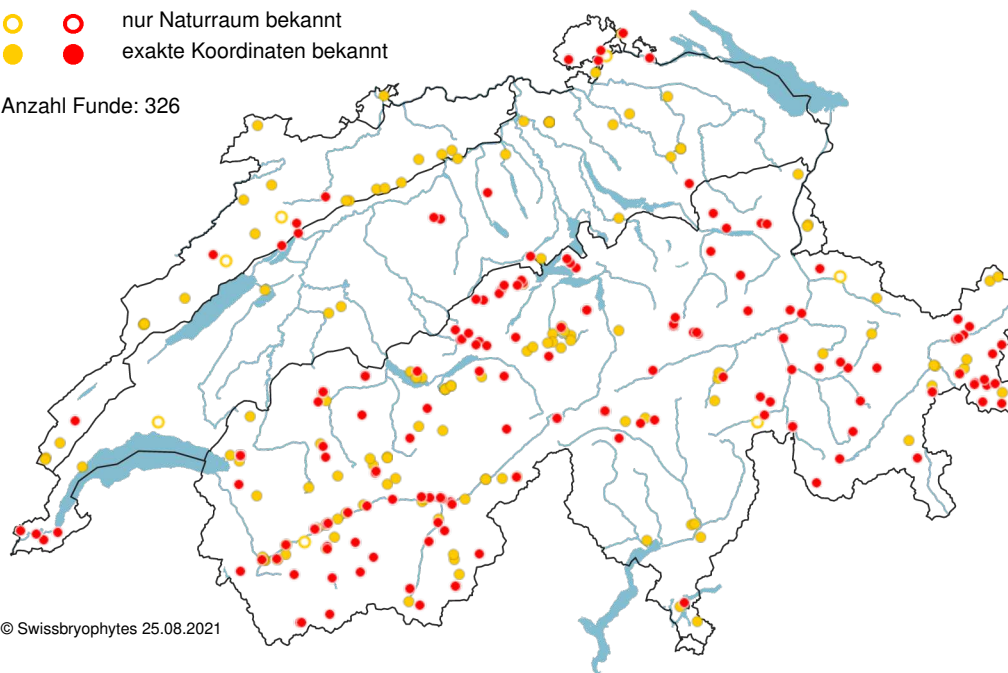 nur Naturraum bekannt
exakte Koordinaten bekannt
Anzahl Funde: 326
© Swissbryophytes 25.08.2021